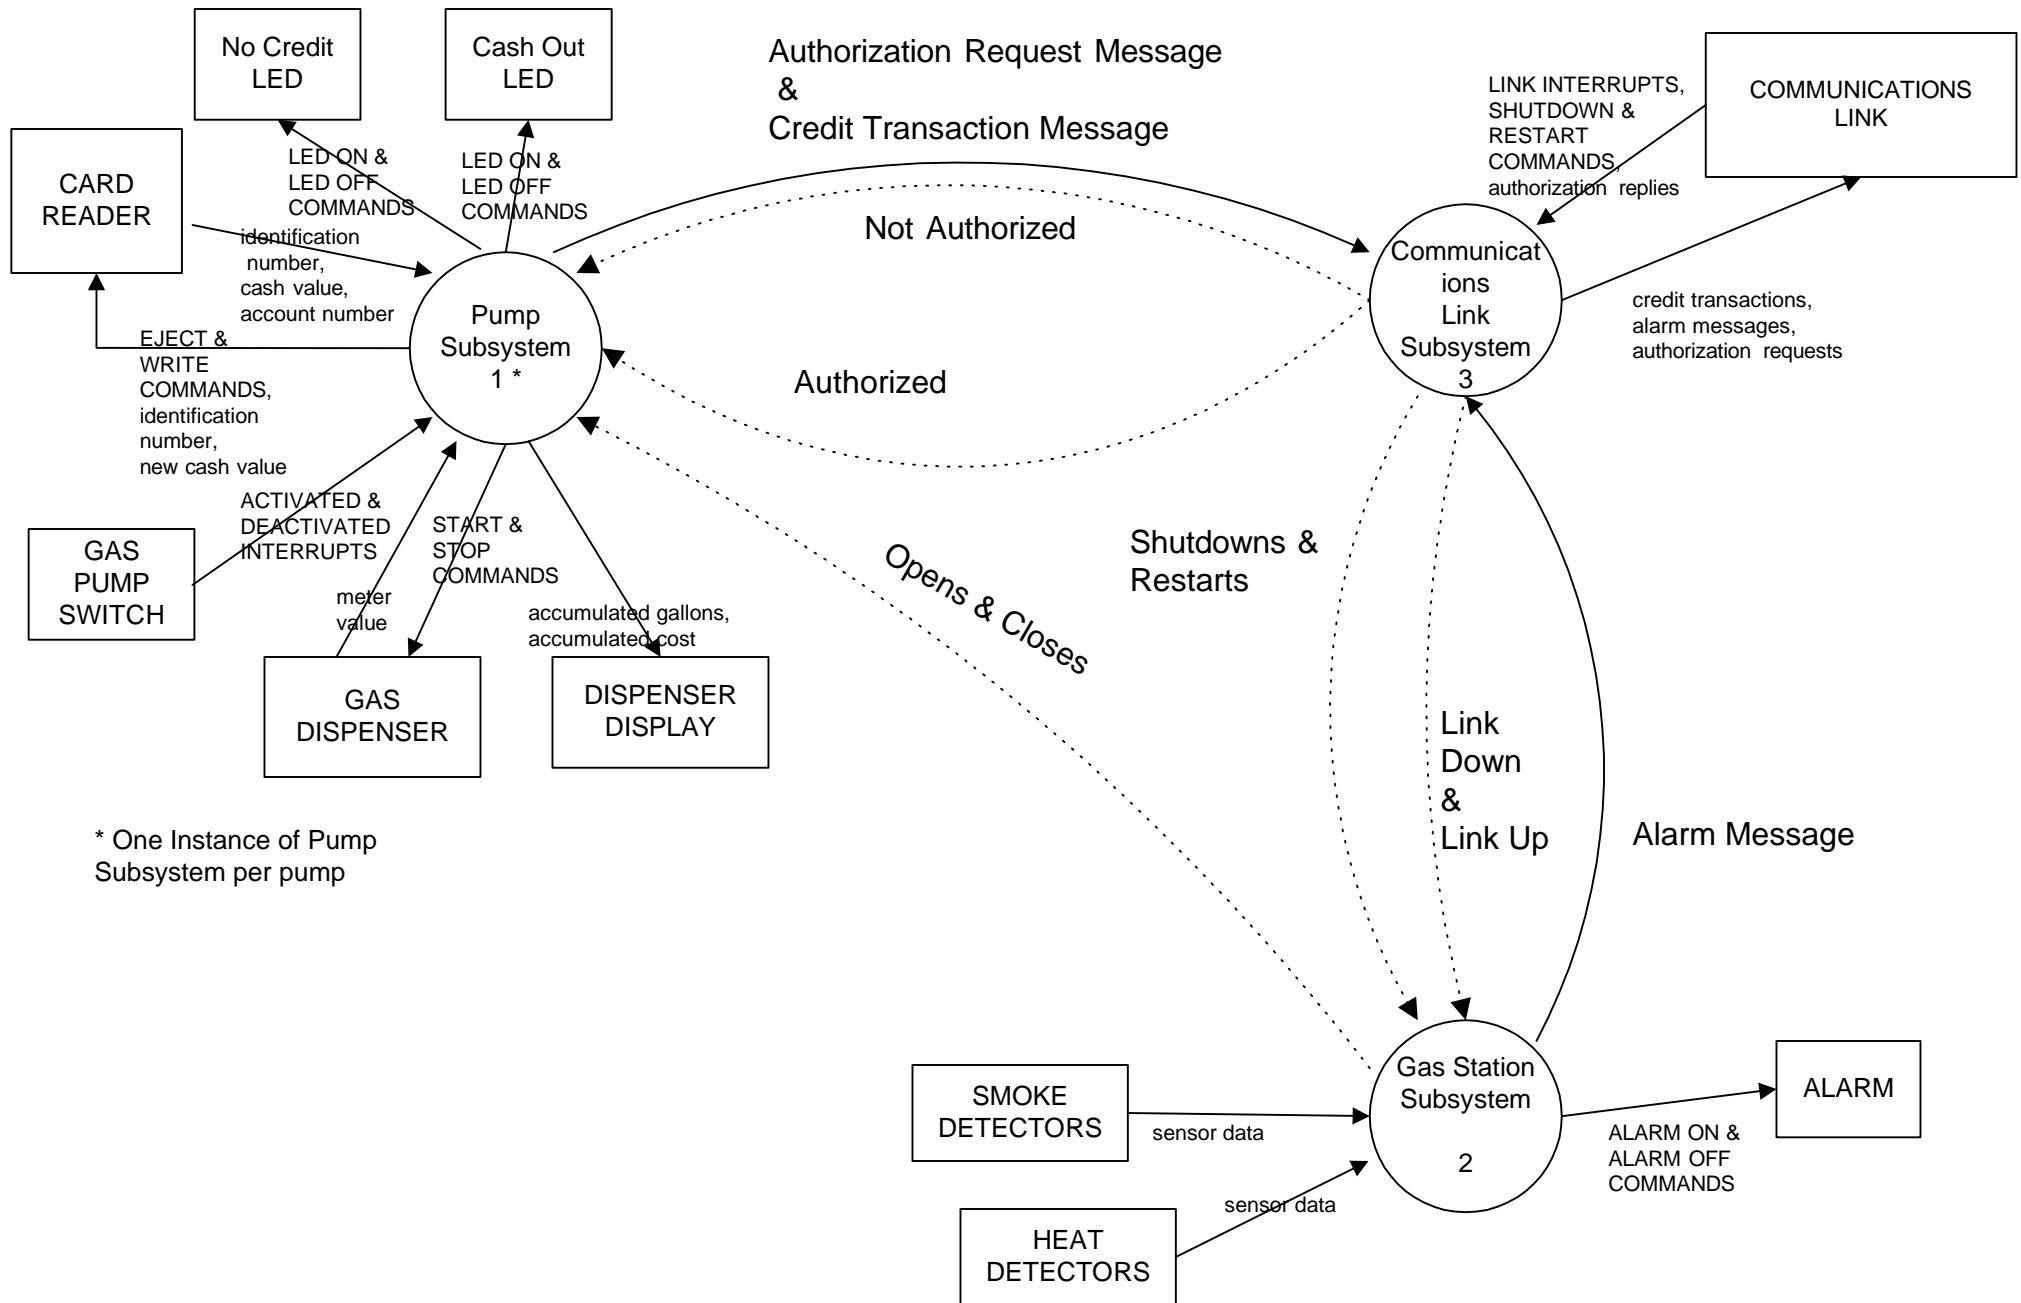 No Credit
LED
Cash Out
LED
Authorization Request Message
&
Credit Transaction Message
LINK INTERRUPTS,
SHUTDOWN &
RESTART
COMMANDS,
authorization replies
COMMUNICATIONS
LINK
CARD
READER
LED ON &
LED OFF
COMMANDS
LED ON &
LED OFF
COMMANDS
identification
number,
cash value,
account number
Not Authorized
Communicat
ions
Link
Subsystem
3
credit transactions,
alarm messages,
authorization requests
Pump
Subsystem
1 *
EJECT &
WRITE
COMMANDS,
identification
number,
new cash value
Authorized
ACTIVATED &
DEACTIVATED
INTERRUPTS
START &
STOP
COMMANDS
GAS
PUMP
SWITCH
meter
value
accumulated gallons,
accumulated cost
Opens & Closes
Shutdowns &
Restarts
GAS
DISPENSER
DISPENSER
DISPLAY
Link
Down
&
Link Up
Alarm Message
* One Instance of Pump
Subsystem per pump
SMOKE
DETECTORS
sensor data
Gas Station
Subsystem
2
ALARM
ALARM ON &
ALARM OFF
COMMANDS
sensor data
HEAT
DETECTORS